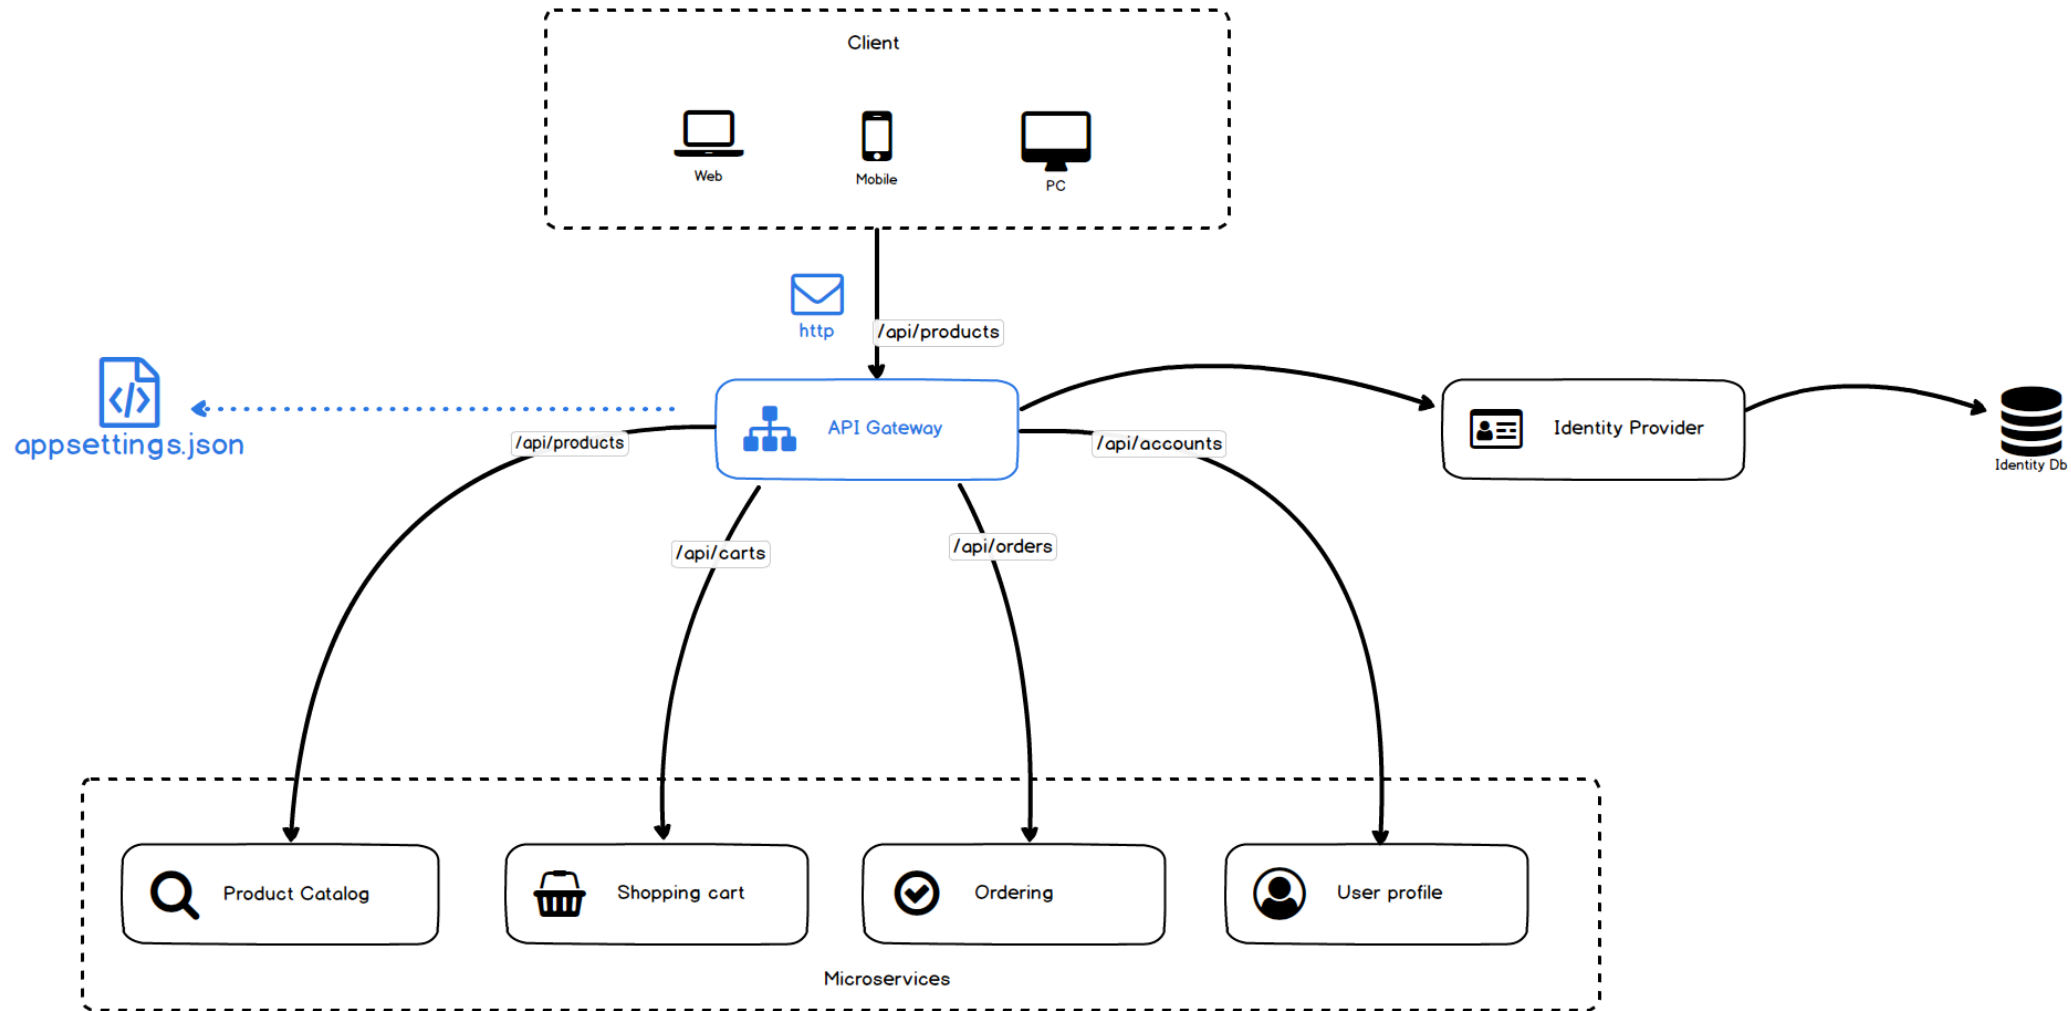 Client
Web
Mobile
PC
http
/api/products
appsettings.json
/api/products
API Gateway
/api/accounts
Identity Provider
Identity Db
/api/carts
/api/orders
Product Catalog
Shopping cart
Ordering
User profile
Microservices